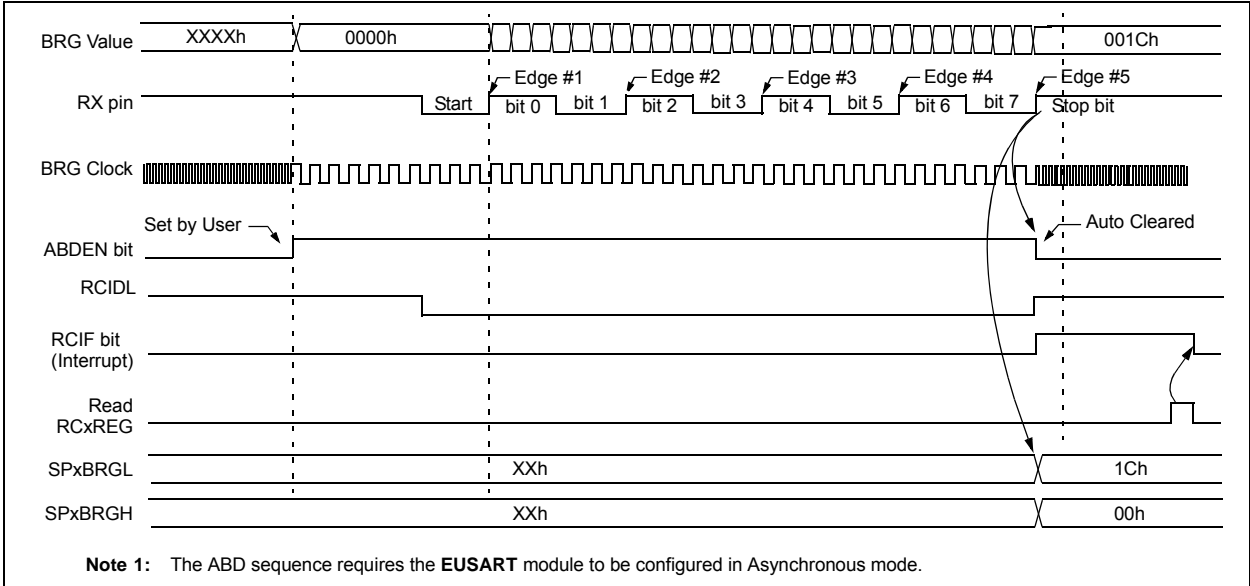 BRG Value XXXXh 0000h 001Ch
Edge #1 Edge #2 Edge #3 Edge #4 Edge #5
RX pin Start bit 0 bit 1 bit 2 bit 3 bit 4 bit 5 bit 6 bit 7 Stop bit
BRG Clock
Set by User Auto Cleared
ABDEN bit
RCIDL
RCIF bit
(Interrupt)
Read
RCxREG
SPxBRGL XXh 1Ch
SPxBRGH XXh 00h
Note 1: The ABD sequence requires the EUSART module to be configured in Asynchronous mode.